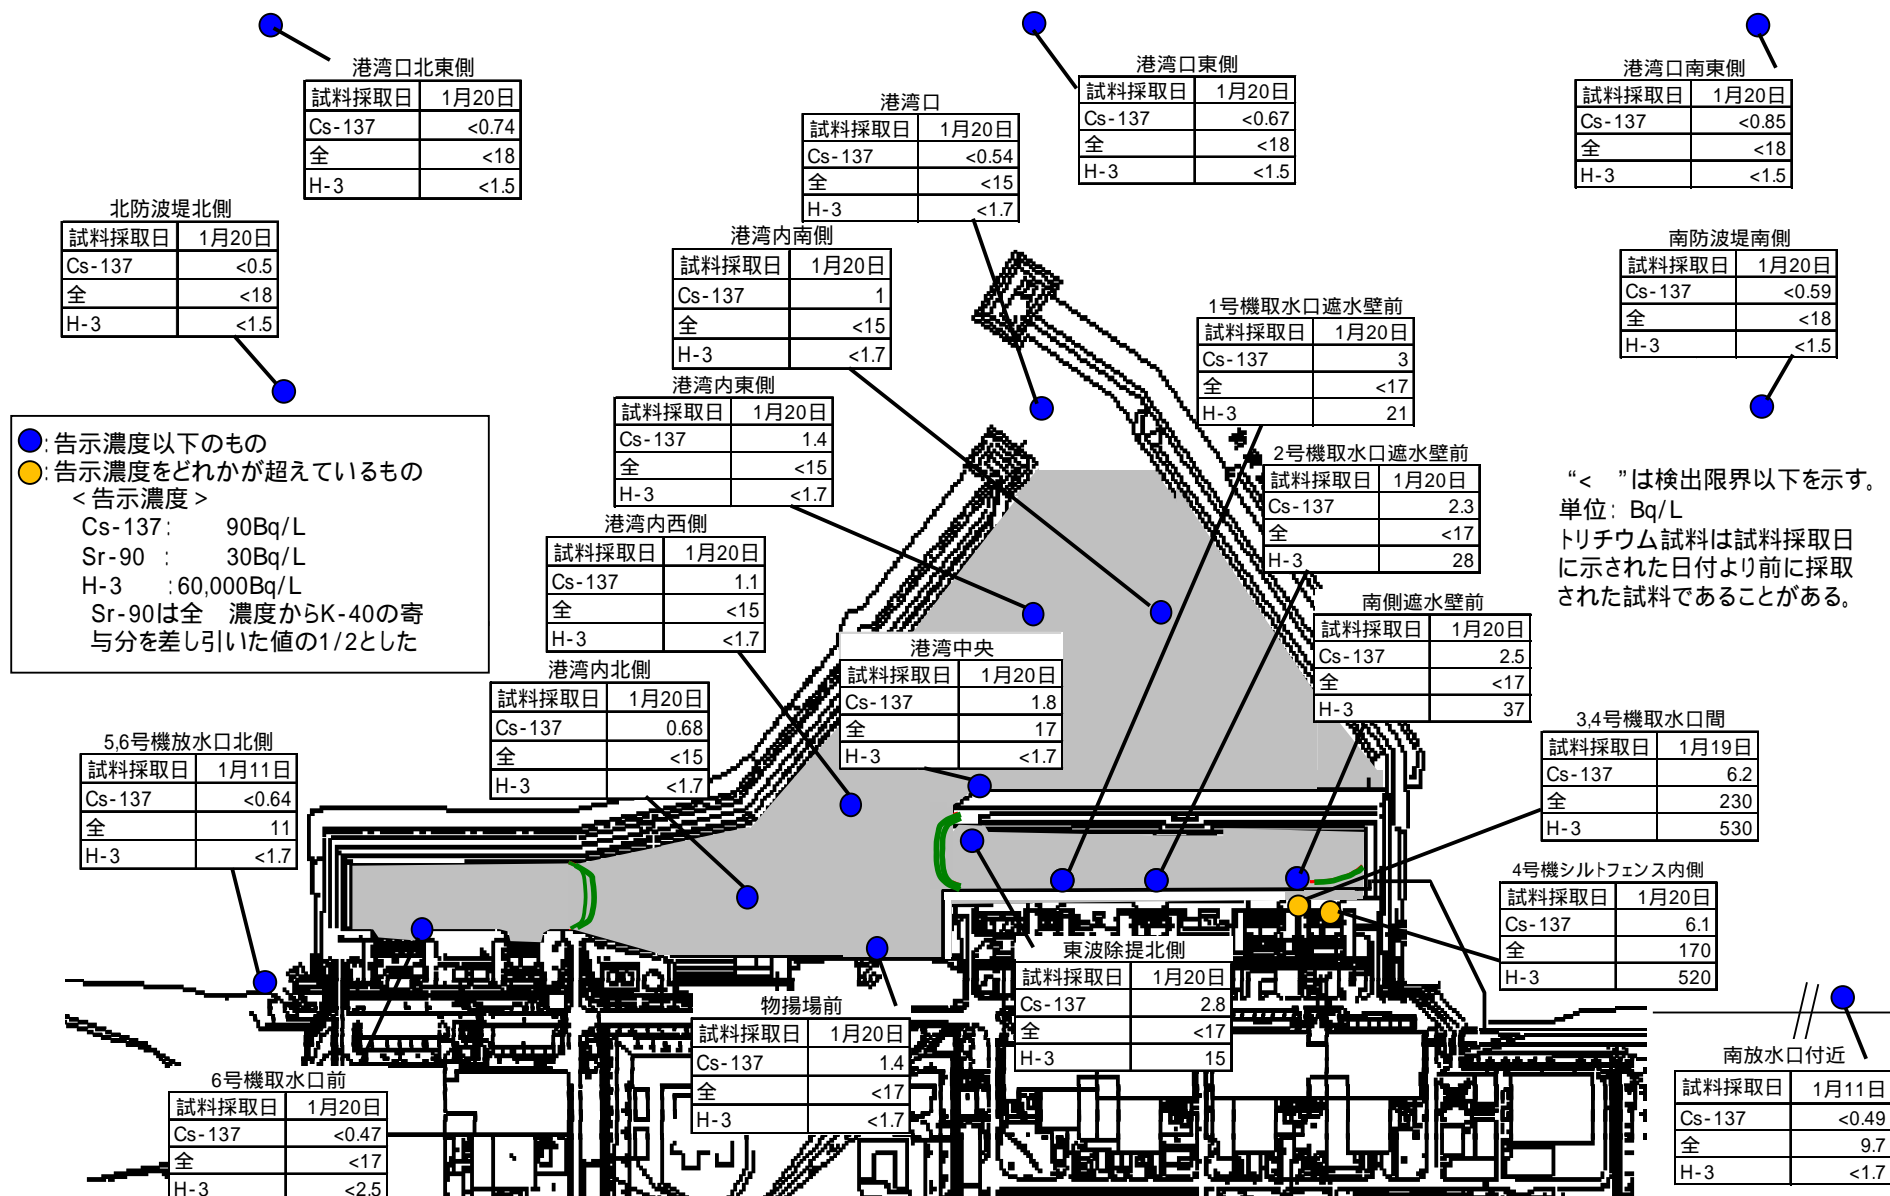 港湾口北東側
試料採取日 1月20日
Cs-137 <0.74
全 <18
H-3 <1.5
港湾口東側
試料採取日 1月20日
Cs-137 <0.67
全 <18
H-3 <1.5
港湾口南東側
試料採取日 1月20日
Cs-137 <0.85
全 <18
H-3 <1.5
港湾口
試料採取日 1月20日
Cs-137 <0.54
全 <15
H-3 <1.7
北防波堤北側
試料採取日 1月20日
Cs-137 <0.5
全 <18
H-3 <1.5
港湾内南側
試料採取日 1月20日
Cs-137 1
全 <15
H-3 <1.7
南防波堤南側
試料採取日 1月20日
Cs-137 <0.59
全 <18
H-3 <1.5
1号機取水口遮水壁前
試料採取日 1月20日
Cs-137 3
全 <17
H-3 21
港湾内東側
試料採取日 1月20日
Cs-137 1.4
全 <15
H-3 <1.7
:告示濃度以下のもの
:告示濃度をどれかが超えているもの
<告示濃度>
Cs-137: 90Bq/L
Sr-90 : 30Bq/L
H-3 :60,000Bq/L
Sr-90は全 濃度からK-40の寄
与分を差し引いた値の1/2とした
2号機取水口遮水壁前
試料採取日 1月20日
Cs-137 2.3
全 <17
H-3 28
“< ”は検出限界以下を示す。
単位: Bq/L
トリチウム試料は試料採取日
に示された日付より前に採取
された試料であることがある。
港湾内西側
試料採取日 1月20日
Cs-137 1.1
全 <15
H-3 <1.7
南側遮水壁前
試料採取日 1月20日
Cs-137 2.5
全 <17
H-3 37
港湾中央
試料採取日 1月20日
Cs-137 1.8
全 17
H-3 <1.7
港湾内北側
試料採取日 1月20日
Cs-137 0.68
全 <15
H-3 <1.7
3,4号機取水口間
試料採取日 1月19日
Cs-137 6.2
全 230
H-3 530
5,6号機放水口北側
試料採取日 1月11日
Cs-137 <0.64
全 11
H-3 <1.7
4号機シルトフェンス内側
試料採取日 1月20日
Cs-137 6.1
全 170
H-3 520
東波除提北側
試料採取日 1月20日
Cs-137 2.8
全 <17
H-3 15
物揚場前
試料採取日 1月20日
Cs-137 1.4
全 <17
H-3 <1.7
南放水口付近
試料採取日 1月11日
Cs-137 <0.49
全 9.7
H-3 <1.7
6号機取水口前
試料採取日 1月20日
Cs-137 <0.47
全 <17
H-3 <2.5